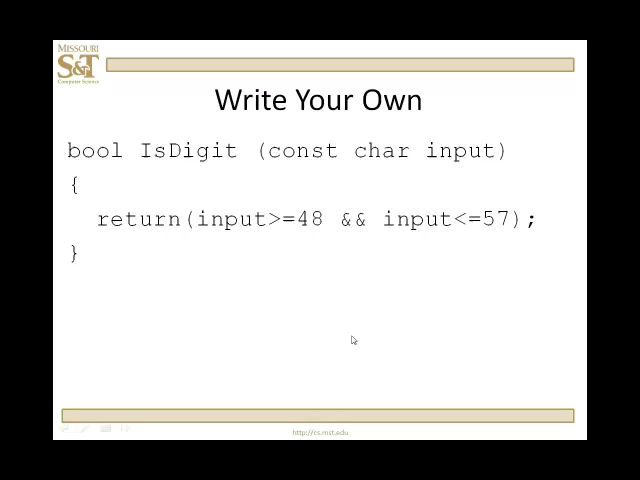 MISSOURI
S&T
Computer Science
Write Your Own
bool IsDigit (const char input)
{
return(input>=48 && input<=57);
}
http://cs.mst.edu